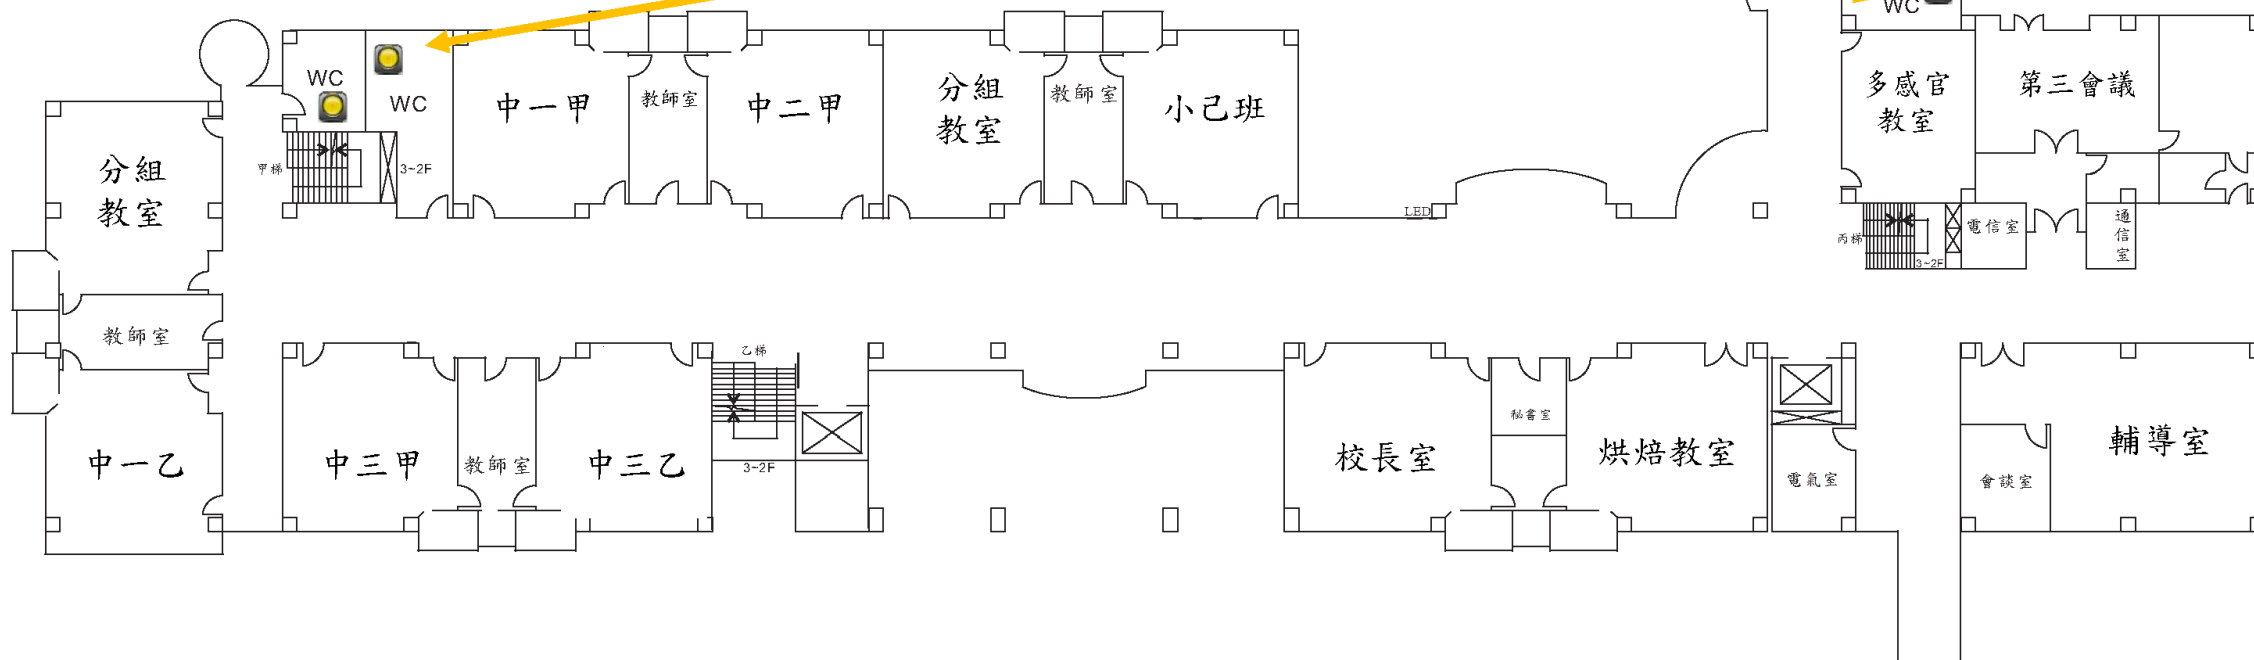 WC
WC
WC
中一甲
教師室
中二甲
分組
教室
教師室
小己班
多感官
教室
第三會議
甲梯
3~2F
分組
教室
LED
丙梯
3~2F
電信室
通
信
室
教師室
乙梯
3~2F
中一乙
中三甲
教師室
中三乙
校長室
秘書室
烘焙教室
電氣室
會談室
輔導室